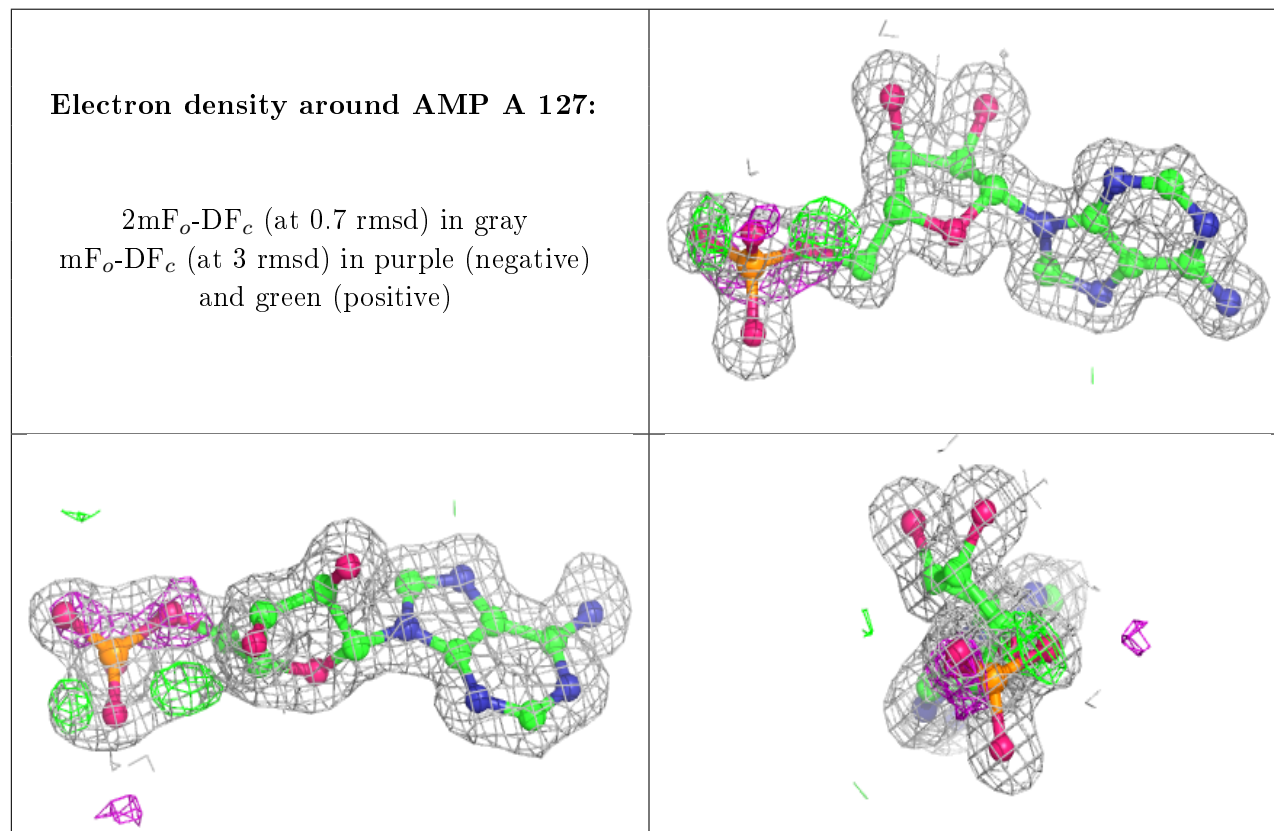 Electron density around AMP A 127:
2mFo-DFc (at 0.7 rmsd) in gray
mFo-DFc (at 3 rmsd) in purple (negative)
and green (positive)